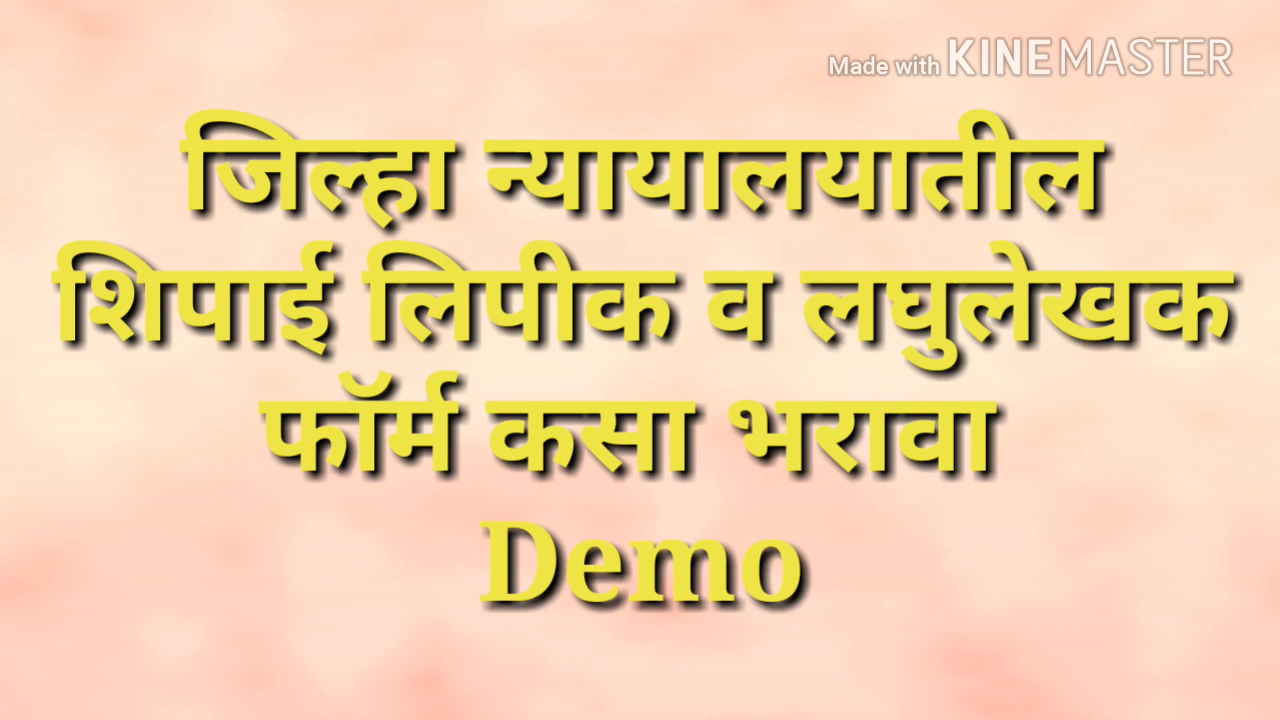 Made with KINEMASTER
जिल्हा न्यायालयातील
शिपाई लिपीक व लघुलेखक
फॉर्म कसा भरावा
Demo